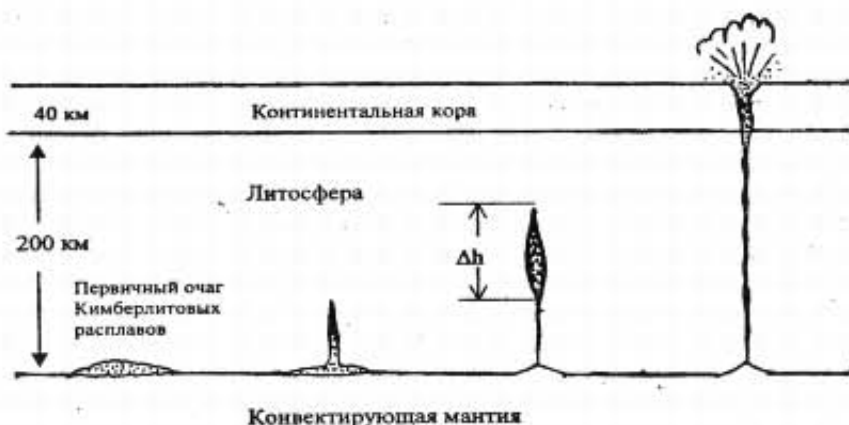 40 км
Континентальная кора
Литосфера
200 км
Δh
Первичный очаг
Кимберлитовых
расплавов
Конвектирующая мантия